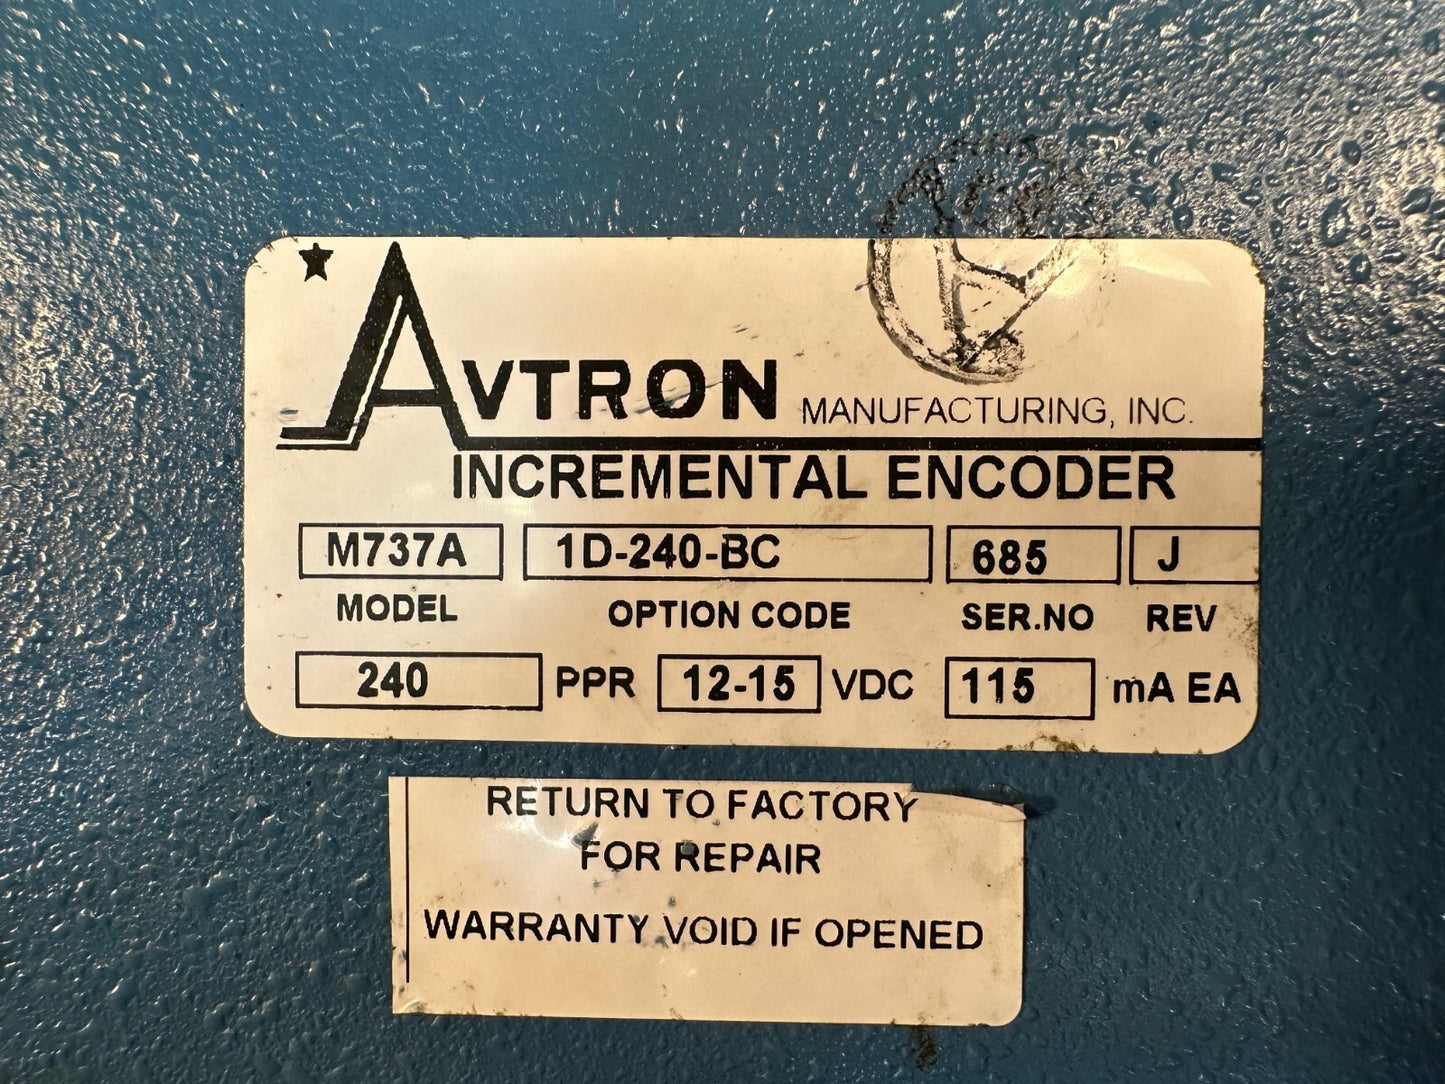 AVTRON MANUFACTURING, INC.
INCREMENTAL ENCODER
M737A 1D-240-BC 685 J
MODEL OPTION CODE SER.NO REV
240 PPR 12-15 VDC 115 mA EA
RETURN TO FACTORY
FOR REPAIR
WARRANTY VOID IF OPENED